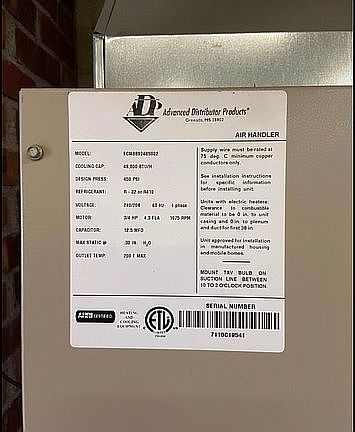 ADP
Advanced Distributor Products®
Grenada, MS 38902
AIR HANDLER
MODEL:
COOLING CAP: 48,000 BTU/H
DESIGN PRESS: 450 PSI
REFRIGERANT: R-22 or R410
VOLTAGE: 240/208 60 Hz 1 phase
MOTOR: 3/4 HP 4.3 FLA 1075 RPM
CAPACITOR: 12.5 MFD
MAX STATIC @ .30 IN H2O
OUTLET TEMP: 200 F MAX
Supply wire must be rated at
75 deg. C minimum copper
conductors only.
See installation instructions
for specific information
before installing unit.
Units with electric heaters:
Clearance to combustible
material to be 0 in. to unit
casing and 0 in. to plenum
and duct for first 36 in.
Unit approved for installation
in manufactured housing
and mobile homes.
MOUNT TXV BULB ON
SUCTION LINE BETWEEN
10 TO 2 O'CLOCK POSITION
CERTIFIED
HEATING
AND
COOLING
EQUIPMENT
ETL
SERIAL NUMBER
7110C19541